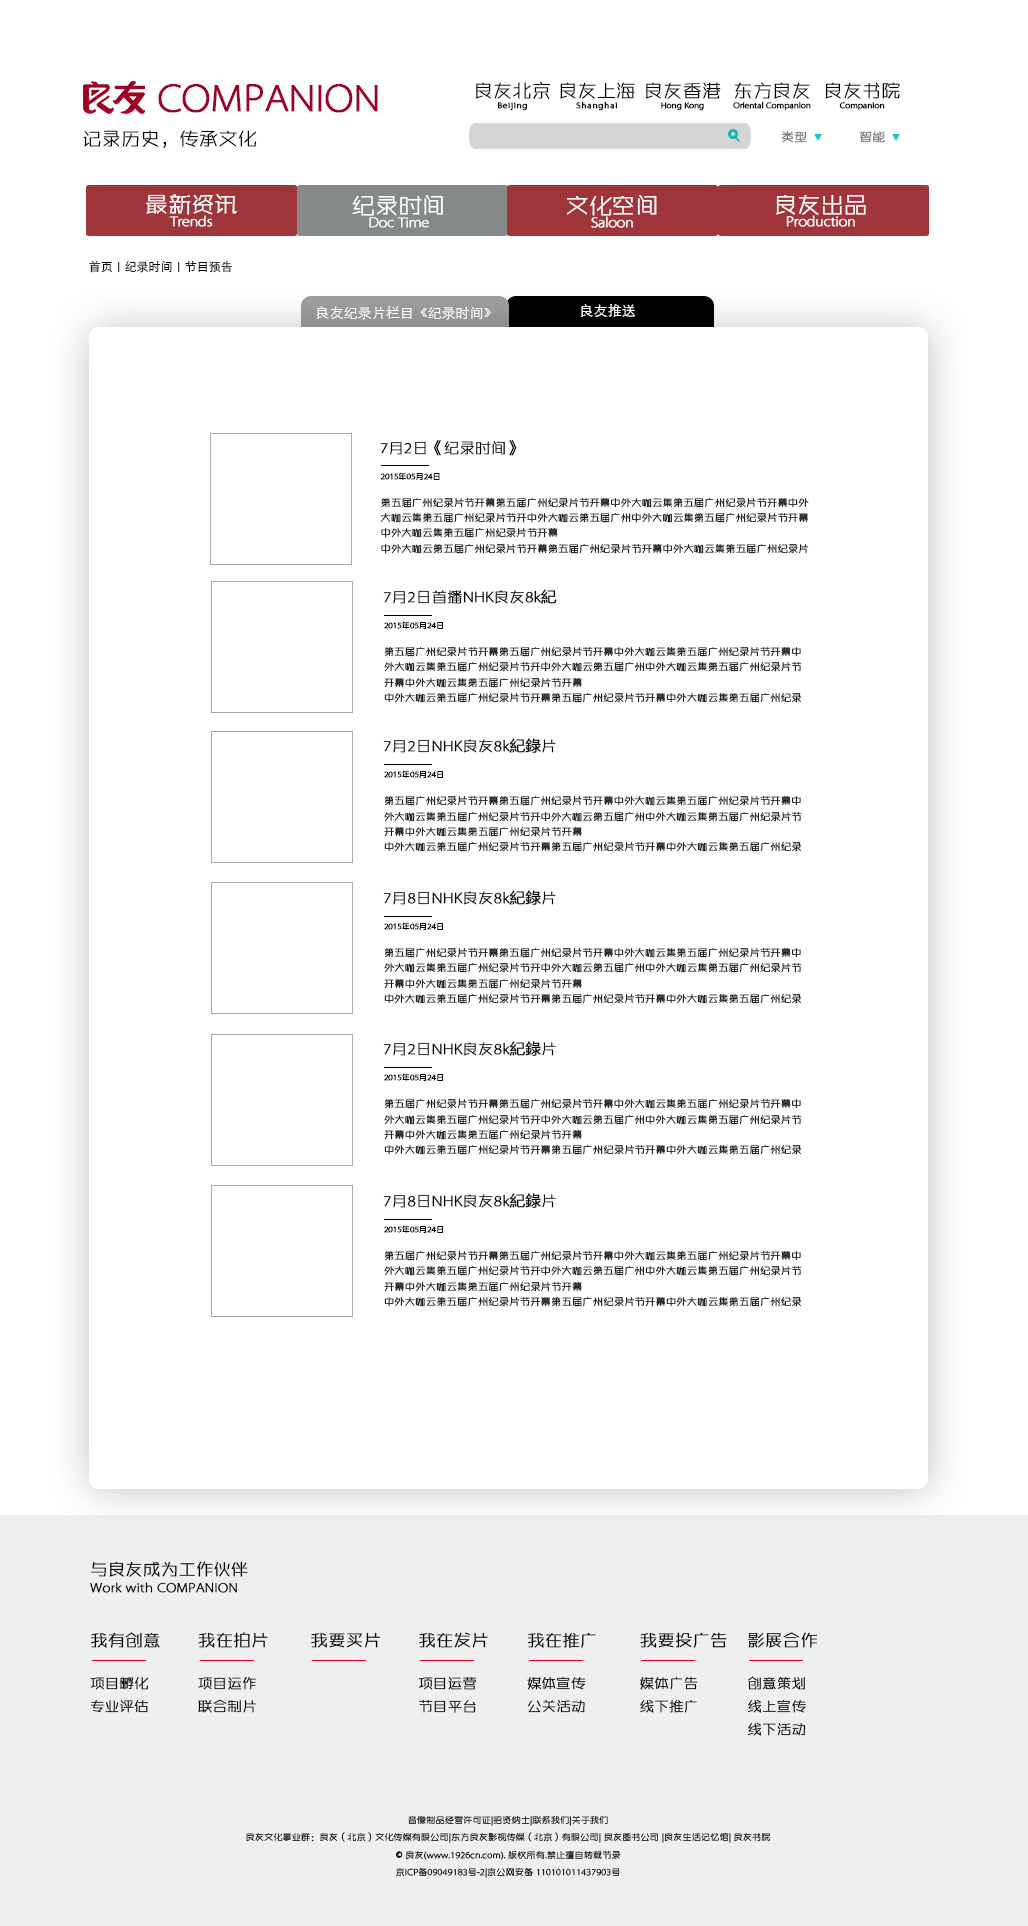 良友 COMPANION
记录历史，传承文化
良友北京 良友上海 良友香港 东方良友 良友书院
Beijing Shanghai Hong Kong Oriental Companion Companion
类型 智能
最新资讯 纪录时间 文化空间 良友出品
Trends Doc Time Saloon Production
首页丨纪录时间丨节目预告
良友纪录片栏目《纪录时间》 良友推送
7月2日《纪录时间》
2015年05月24日
第五届广州纪录片节开幕第五届广州纪录片节开幕中外大咖云集第五届广州纪录片节开幕中外
大咖云集第五届广州纪录片节开中外大咖云第五届广州中外大咖云集第五届广州纪录片节开幕
中外大咖云集第五届广州纪录片节开幕
中外大咖云第五届广州纪录片节开幕第五届广州纪录片节开幕中外大咖云集第五届广州纪录片
7月2日首播NHK良友8k紀
2015年05月24日
第五届广州纪录片节开幕第五届广州纪录片节开幕中外大咖云集第五届广州纪录片节开幕中
外大咖云集第五届广州纪录片节开中外大咖云第五届广州中外大咖云集第五届广州纪录片节
开幕中外大咖云集第五届广州纪录片节开幕
中外大咖云第五届广州纪录片节开幕第五届广州纪录片节开幕中外大咖云集第五届广州纪录
7月2日NHK良友8k紀錄片
2015年05月24日
第五届广州纪录片节开幕第五届广州纪录片节开幕中外大咖云集第五届广州纪录片节开幕中
外大咖云集第五届广州纪录片节开中外大咖云第五届广州中外大咖云集第五届广州纪录片节
开幕中外大咖云集第五届广州纪录片节开幕
中外大咖云第五届广州纪录片节开幕第五届广州纪录片节开幕中外大咖云集第五届广州纪录
7月8日NHK良友8k紀錄片
2015年05月24日
第五届广州纪录片节开幕第五届广州纪录片节开幕中外大咖云集第五届广州纪录片节开幕中
外大咖云集第五届广州纪录片节开中外大咖云第五届广州中外大咖云集第五届广州纪录片节
开幕中外大咖云集第五届广州纪录片节开幕
中外大咖云第五届广州纪录片节开幕第五届广州纪录片节开幕中外大咖云集第五届广州纪录
7月2日NHK良友8k紀錄片
2015年05月24日
第五届广州纪录片节开幕第五届广州纪录片节开幕中外大咖云集第五届广州纪录片节开幕中
外大咖云集第五届广州纪录片节开中外大咖云第五届广州中外大咖云集第五届广州纪录片节
开幕中外大咖云集第五届广州纪录片节开幕
中外大咖云第五届广州纪录片节开幕第五届广州纪录片节开幕中外大咖云集第五届广州纪录
7月8日NHK良友8k紀錄片
2015年05月24日
第五届广州纪录片节开幕第五届广州纪录片节开幕中外大咖云集第五届广州纪录片节开幕中
外大咖云集第五届广州纪录片节开中外大咖云第五届广州中外大咖云集第五届广州纪录片节
开幕中外大咖云集第五届广州纪录片节开幕
中外大咖云第五届广州纪录片节开幕第五届广州纪录片节开幕中外大咖云集第五届广州纪录
与良友成为工作伙伴
Work with COMPANION
我有创意 我在拍片 我要买片 我在发片 我在推广 我要投广告 影展合作
项目孵化 项目运作 项目运营 媒体宣传 媒体广告 创意策划
专业评估 联合制片 节目平台 公关活动 线下推广 线上宣传
线下活动
音像制品经营许可证|招贤纳士|联系我们|关于我们
良友文化事业群：良友（北京）文化传媒有限公司|东方良友影视传媒（北京）有限公司| 良友图书公司 |良友生活记忆馆| 良友书院
© 良友(www.1926cn.com). 版权所有.禁止擅自转载节录
京ICP备09049183号-2|京公网安备 110101011437903号